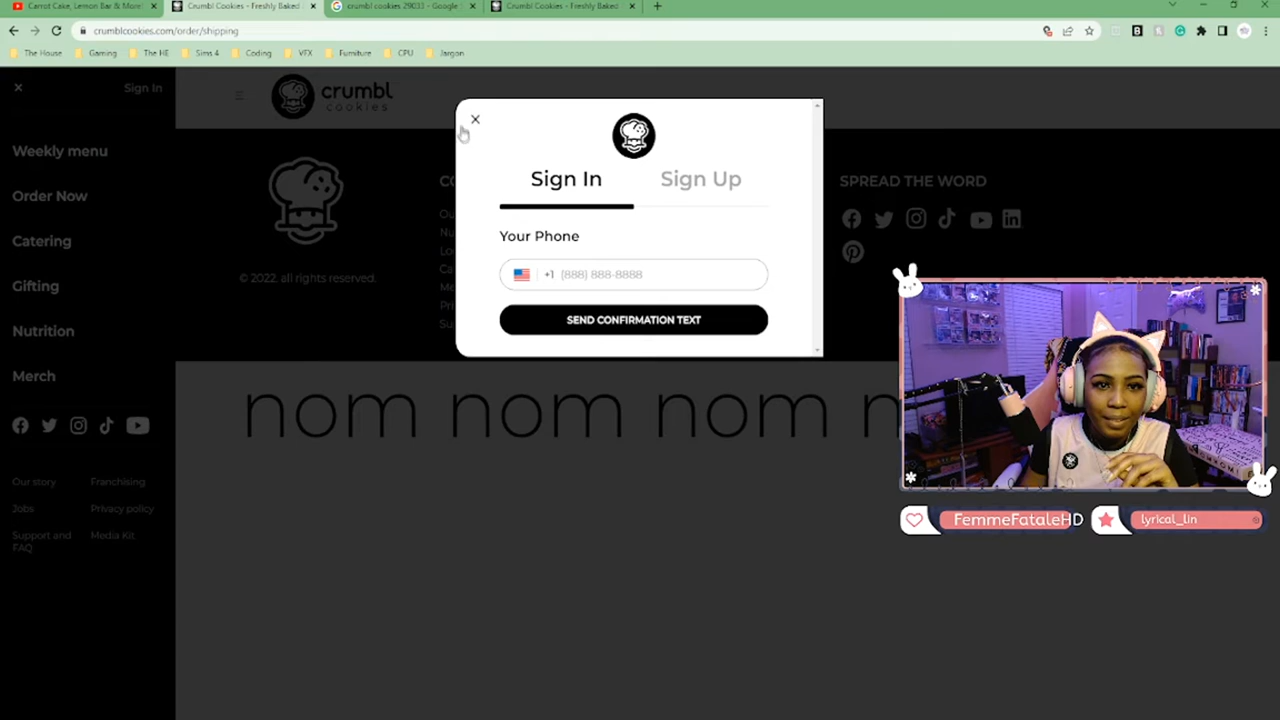 Carrot Cake, Lemon Bar & More!
Crumbl Cookies - Freshly Baked
crumbl cookies 29033 - Google
Crumbl Cookies - Freshly Baked
crumblcookies.com/order/shipping
The House
Gaming
The HE
Sims 4
Coding
VFX
Furniture
CPU
Jargon
Sign In
Weekly menu
Order Now
Catering
Gifting
Nutrition
Merch
Our story
Franchising
Jobs
Privacy policy
Support and
FAQ
Media Kit
crumbl
cookies
© 2022. all rights reserved.
Sign In
Sign Up
Your Phone
+1 (888) 888-8888
SEND CONFIRMATION TEXT
SPREAD THE WORD
nom nom nom n
FemmeFataleHD
lyrical_lin